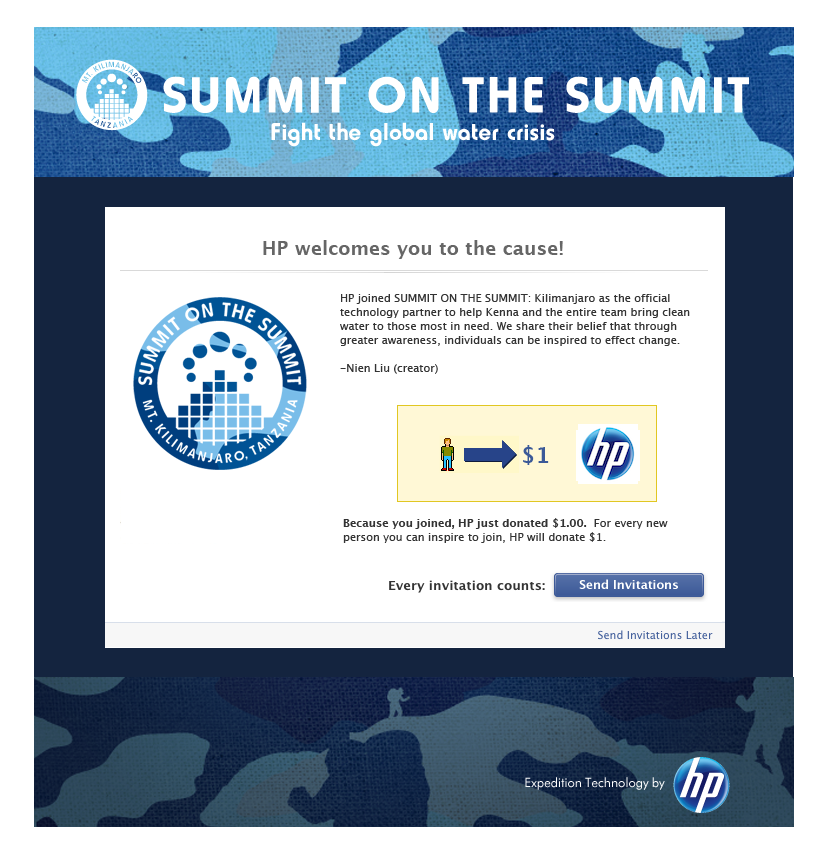 MT. KILIMANJARO
TANZANIA
SUMMIT ON THE SUMMIT
Fight the global water crisis
HP welcomes you to the cause!
SUMMIT ON THE SUMMIT
MT. KILIMANJARO, TANZANIA
HP joined SUMMIT ON THE SUMMIT: Kilimanjaro as the official
technology partner to help Kenna and the entire team bring clean
water to those most in need. We share their belief that through
greater awareness, individuals can be inspired to effect change.
–Nien Liu (creator)
$1
hp
Because you joined, HP just donated $1.00. For every new
person you can inspire to join, HP will donate $1.
Every invitation counts: Send Invitations
Send Invitations Later
Expedition Technology by hp